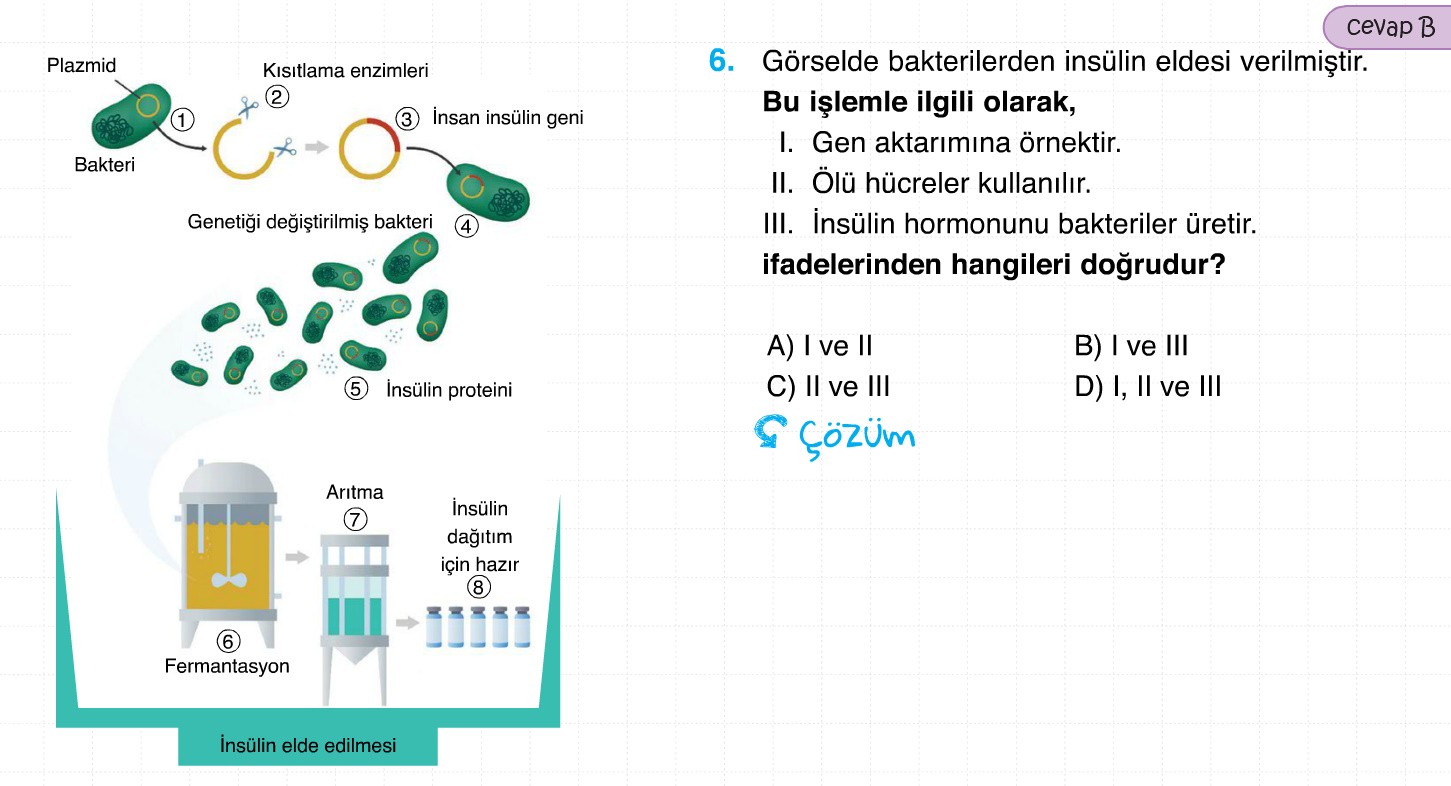 cevap B
Plazmid
Kısıtlama enzimleri
2
1
3 İnsan insülin geni
Bakteri
Genetiği değiştirilmiş bakteri
4
5 İnsülin proteini
Arıtma
7
İnsülin
dağıtım
için hazır
8
6
Fermantasyon
İnsülin elde edilmesi
6. Görselde bakterilerden insülin eldesi verilmiştir.
Bu işlemle ilgili olarak,
I. Gen aktarımına örnektir.
II. Ölü hücreler kullanılır.
III. İnsülin hormonunu bakteriler üretir.
ifadelerinden hangileri doğrudur?
A) I ve II B) I ve III
C) II ve III D) I, II ve III
Çözüm